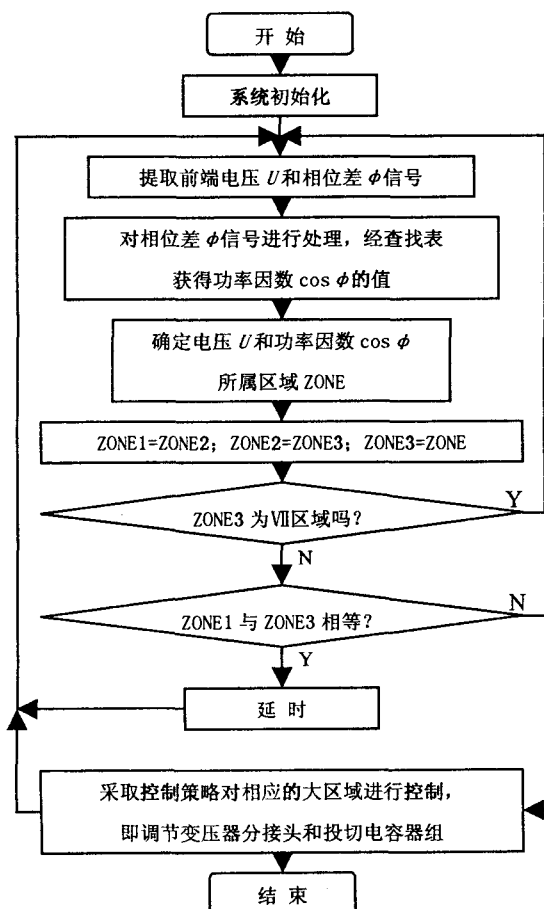 开 始
系统初始化
提取前端电压 U 和相位差 φ 信号
对相位差 φ 信号进行处理，经查找表
获得功率因数 cos φ 的值
确定电压 U 和功率因数 cos φ
所属区域 ZONE
ZONE1=ZONE2；ZONE2=ZONE3；ZONE3=ZONE
ZONE3 为Ⅶ区域吗？
Y
N
ZONE1 与 ZONE3 相等？
N
Y
延 时
采取控制策略对相应的大区域进行控制，
即调节变压器分接头和投切电容器组
结 束